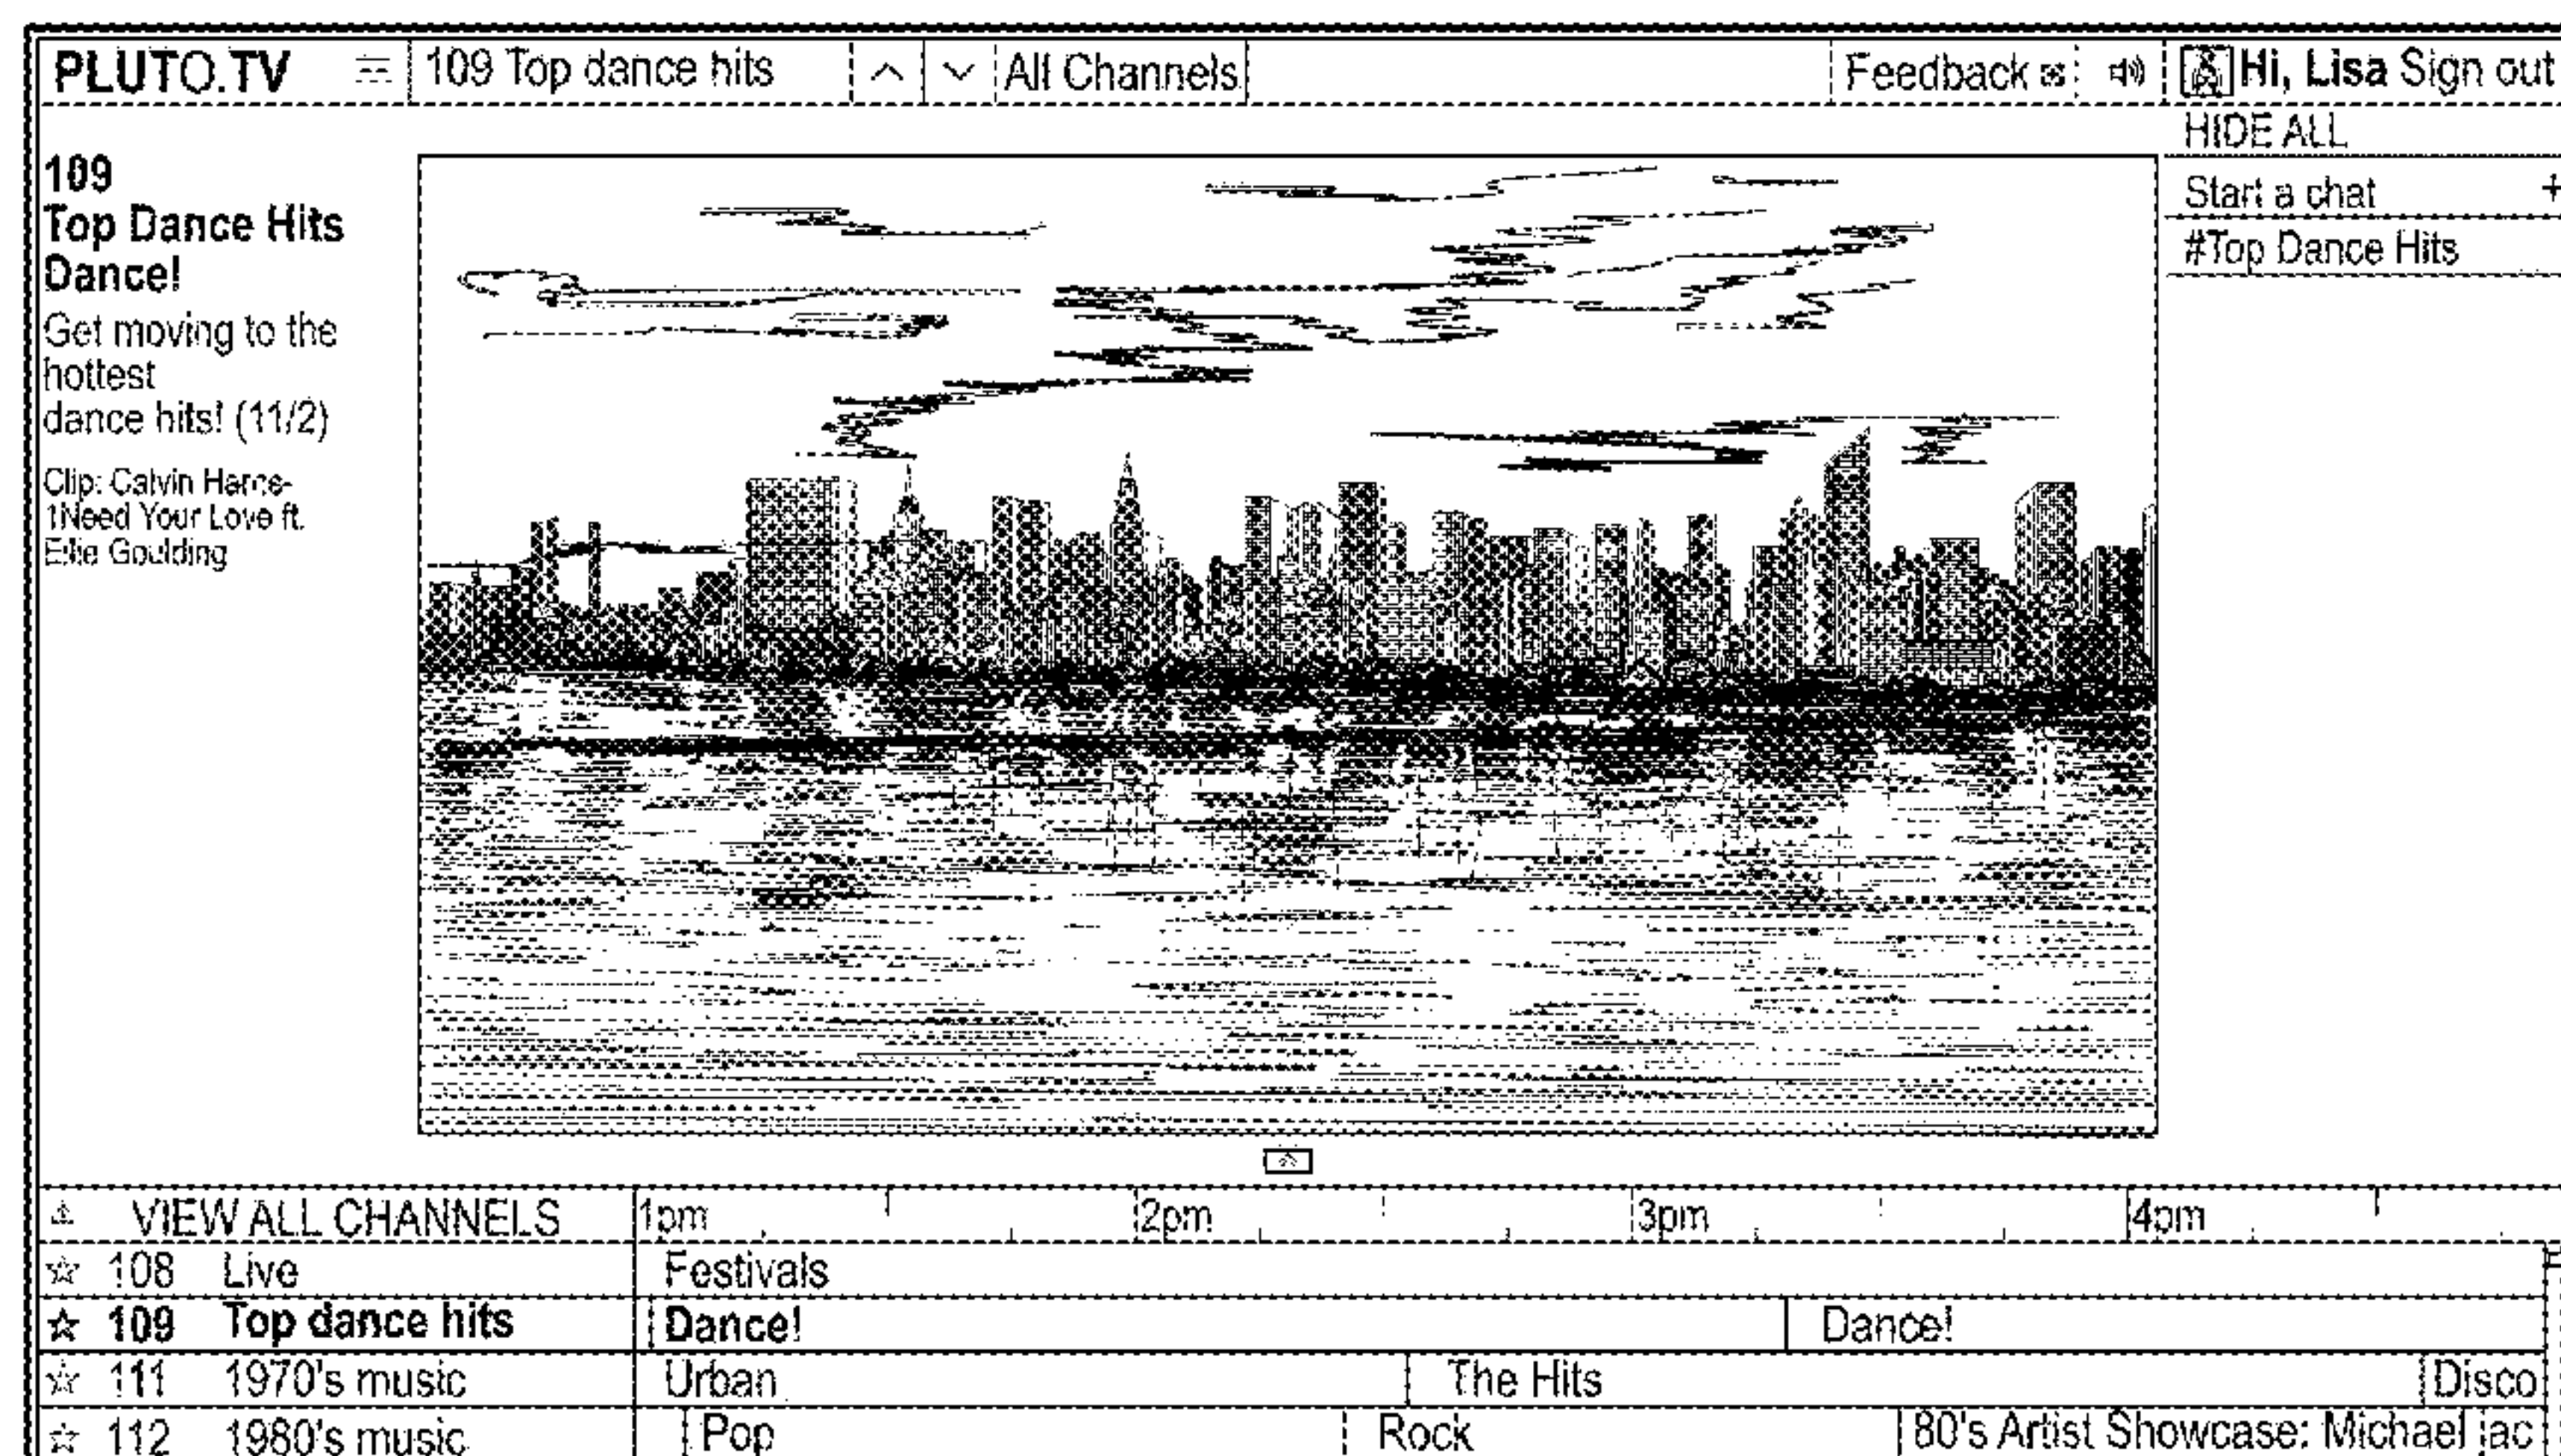 PLUTO.TV 109 Top dance hits All Channels Feedback Hi, Lisa Sign out
HIDE ALL
Start a chat +
#Top Dance Hits
109
Top Dance Hits
Dance!
Get moving to the
hottest
dance hits! (11/2)
Clip: Calvin Harris-
1Need Your Love ft.
Ellie Goulding
VIEW ALL CHANNELS 1pm 2pm 3pm 4pm
108 Live Festivals
109 Top dance hits Dance! Dance!
111 1970's music Urban The Hits Disco
112 1980's music Pop Rock 80's Artist Showcase: Michael jac